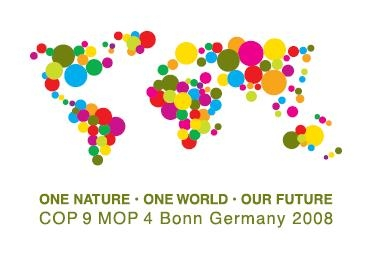 ONE NATURE · ONE WORLD · OUR FUTURE
COP 9 MOP 4 Bonn Germany 2008